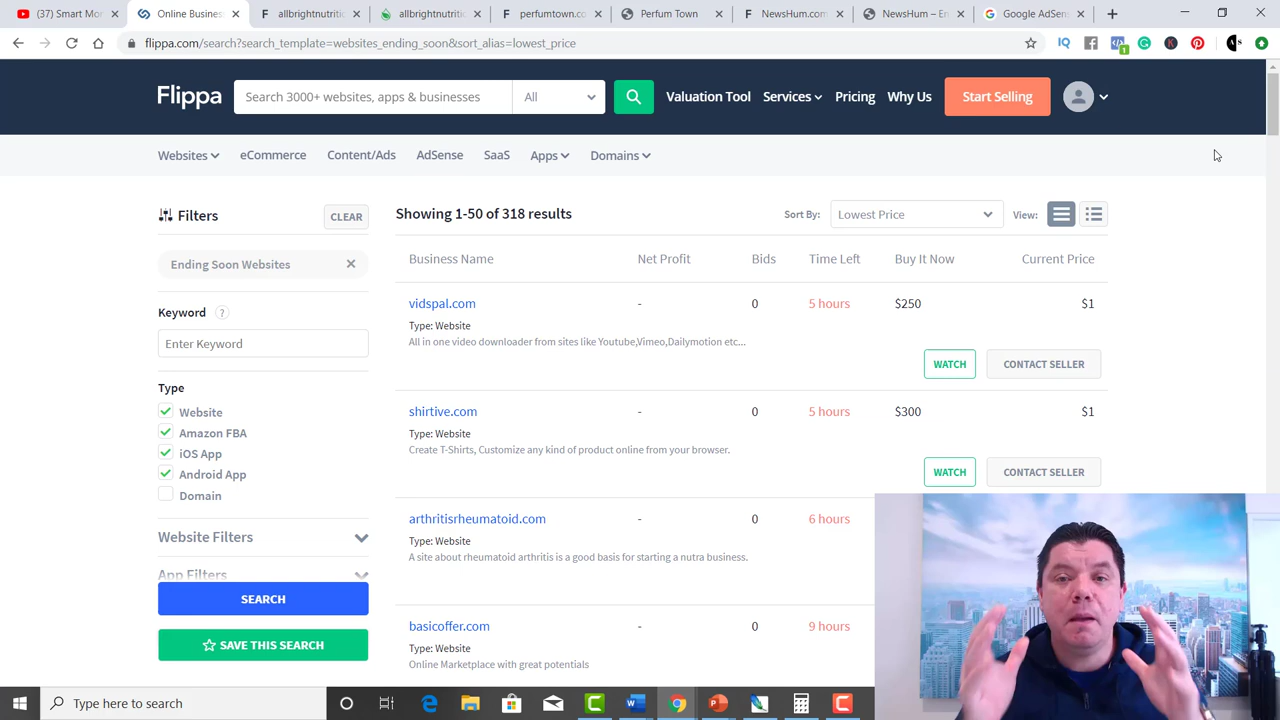 (37) Smart Mon
Online Busines
allbrightnutriti
allbrightnutriti
perfumtown.co
Perfum Town
NewsHum.com
NewsHum – En
Google AdSens
flippa.com/search?search_template=websites_ending_soon&sort_alias=lowest_price
Flippa
Search 3000+ websites, apps & businesses
All
Valuation Tool
Services
Pricing
Why Us
Start Selling
Websites
eCommerce
Content/Ads
AdSense
SaaS
Apps
Domains
Filters
CLEAR
Showing 1-50 of 318 results
Sort By:
Lowest Price
View:
Ending Soon Websites
Business Name
Net Profit
Bids
Time Left
Buy It Now
Current Price
Keyword ?
Enter Keyword
vidspal.com
-
0
5 hours
$250
$1
Type: Website
All in one video downloader from sites like Youtube,Vimeo,Dailymotion etc...
WATCH
CONTACT SELLER
Type
Website
Amazon FBA
iOS App
Android App
Domain
shirtive.com
-
0
5 hours
$300
$1
Type: Website
Create T-Shirts, Customize any kind of product online from your browser.
WATCH
CONTACT SELLER
Website Filters
App Filters
arthritisrheumatoid.com
-
0
6 hours
Type: Website
A site about rheumatoid arthritis is a good basis for starting a nutra business.
SEARCH
SAVE THIS SEARCH
basicoffer.com
-
0
9 hours
Type: Website
Online Marketplace with great potentials
Type here to search